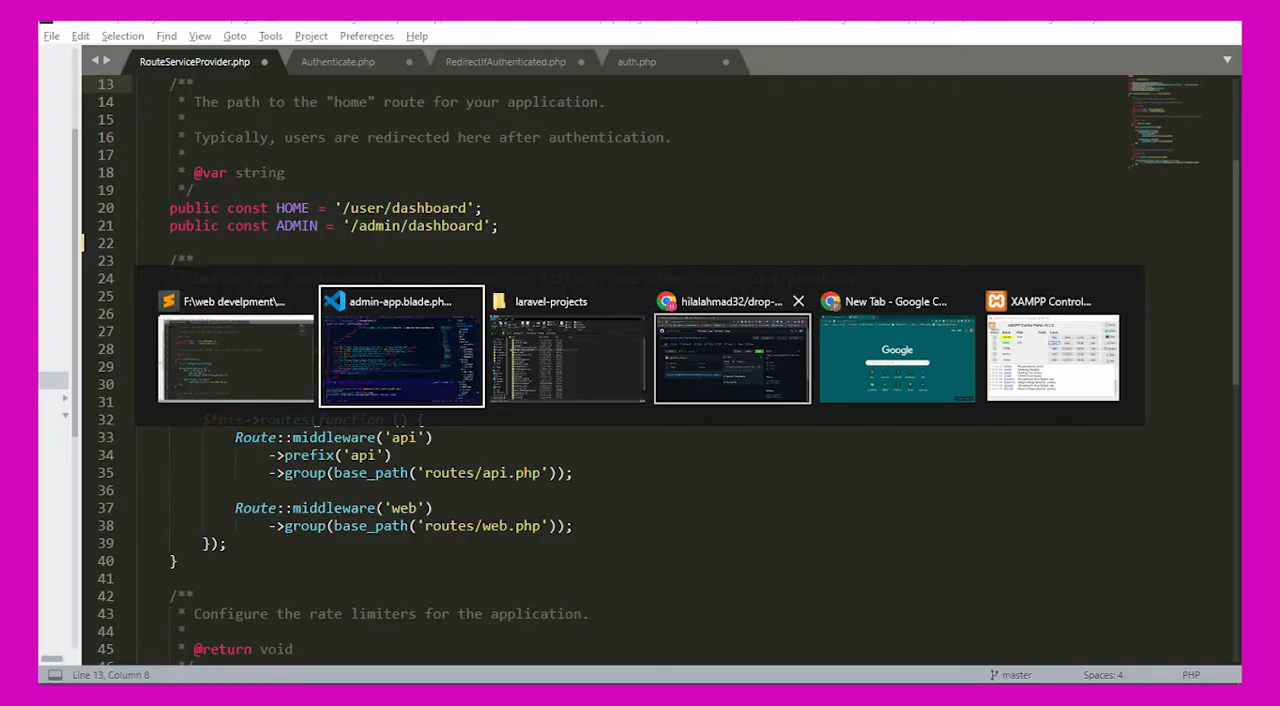 File Edit Selection Find View Goto Tools Project Preferences Help
RouteServiceProvider.php Authenticate.php RedirectIfAuthenticated.php auth.php
13 /**
14 * The path to the "home" route for your application.
15 *
16 * Typically, users are redirected here after authentication.
17 *
18 * @var string
19 */
20 public const HOME = '/user/dashboard';
21 public const ADMIN = '/admin/dashboard';
22
23 /**
24
25
F:\web develpment\... admin-app.blade.ph... laravel-projects hilalahmad32/drop-... New Tab - Google C... XAMPP Control...
26
27
28
Google
29
30
31
32 $this->routes(function () {
33 Route::middleware('api')
34 ->prefix('api')
35 ->group(base_path('routes/api.php'));
36
37 Route::middleware('web')
38 ->group(base_path('routes/web.php'));
39 });
40 }
41
42 /**
43 * Configure the rate limiters for the application.
44 *
45 * @return void
Line 13, Column 8 master Spaces: 4 PHP